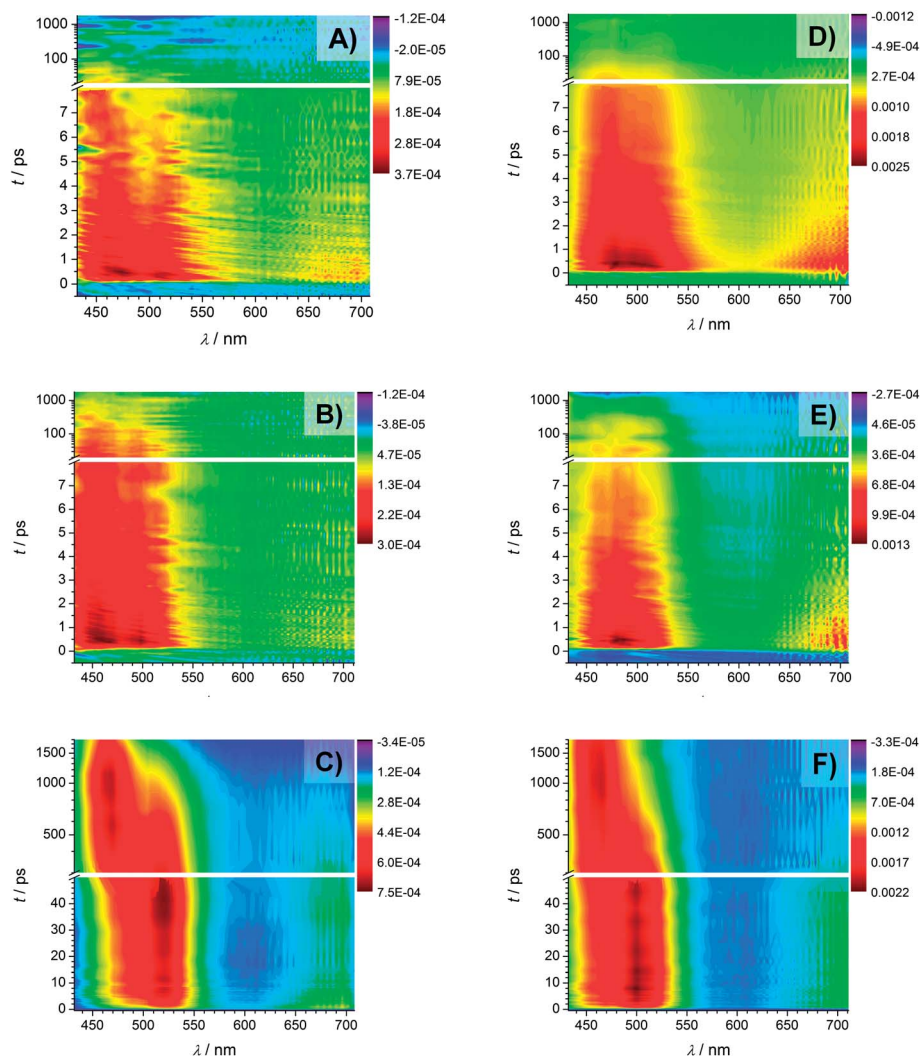 A)
1000
100
7
6
5
4
3
2
1
0
t / ps
450 500 550 600 650 700
λ / nm
-1.2E-04
-2.0E-05
7.9E-05
1.8E-04
2.8E-04
3.7E-04
D)
1000
100
7
6
5
4
3
2
1
0
t / ps
450 500 550 600 650 700
λ / nm
-0.0012
-4.9E-04
2.7E-04
0.0010
0.0018
0.0025
B)
1000
100
7
6
5
4
3
2
1
0
t / ps
450 500 550 600 650 700
-1.2E-04
-3.8E-05
4.7E-05
1.3E-04
2.2E-04
3.0E-04
E)
1000
100
7
6
5
4
3
2
1
0
t / ps
450 500 550 600 650 700
-2.7E-04
4.6E-05
3.6E-04
6.8E-04
9.9E-04
0.0013
C)
1500
1000
500
40
30
20
10
0
t / ps
450 500 550 600 650 700
λ / nm
-3.4E-05
1.2E-04
2.8E-04
4.4E-04
6.0E-04
7.5E-04
F)
1500
1000
500
40
30
20
10
0
t / ps
450 500 550 600 650 700
λ / nm
-3.3E-04
1.8E-04
7.0E-04
0.0012
0.0017
0.0022